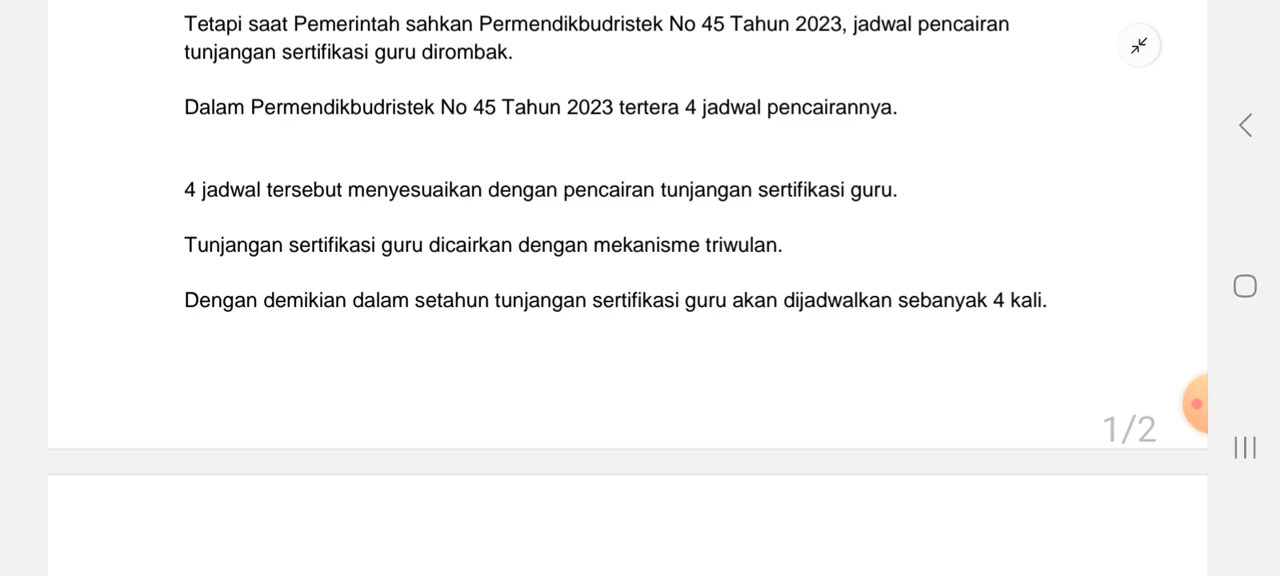 Tetapi saat Pemerintah sahkan Permendikbudristek No 45 Tahun 2023, jadwal pencairan
tunjangan sertifikasi guru dirombak.
Dalam Permendikbudristek No 45 Tahun 2023 tertera 4 jadwal pencairannya.
4 jadwal tersebut menyesuaikan dengan pencairan tunjangan sertifikasi guru.
Tunjangan sertifikasi guru dicairkan dengan mekanisme triwulan.
Dengan demikian dalam setahun tunjangan sertifikasi guru akan dijadwalkan sebanyak 4 kali.
1/2